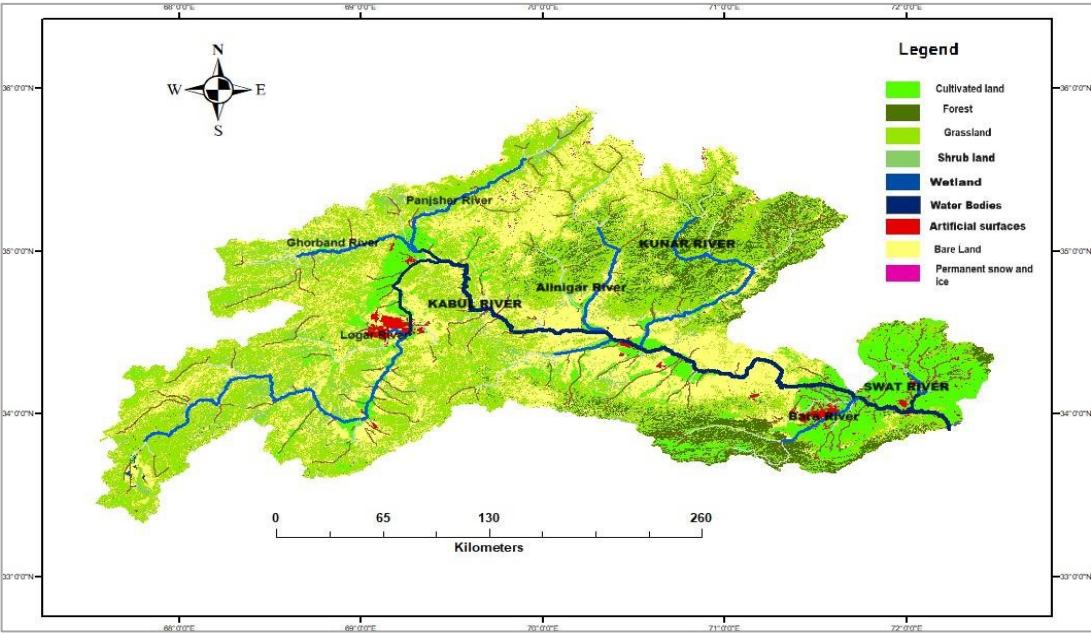 68°0'0"E 69°0'0"E 70°0'0"E 71°0'0"E 72°0'0"E
N
W E
S
Legend
Cultivated land
Forest
Grassland
Shrub land
Wetland
Water Bodies
Artificial surfaces
Bare Land
Permanent snow and
ice
36°0'0"N 36°0'0"N
Panjsher River
Ghorband River
KUNAR RIVER
35°0'0"N 35°0'0"N
Alinigar River
KABUL RIVER
Logar River
SWAT RIVER
Bara River
34°0'0"N 34°0'0"N
0 65 130 260
Kilometers
33°0'0"N 33°0'0"N
68°0'0"E 69°0'0"E 70°0'0"E 71°0'0"E 72°0'0"E